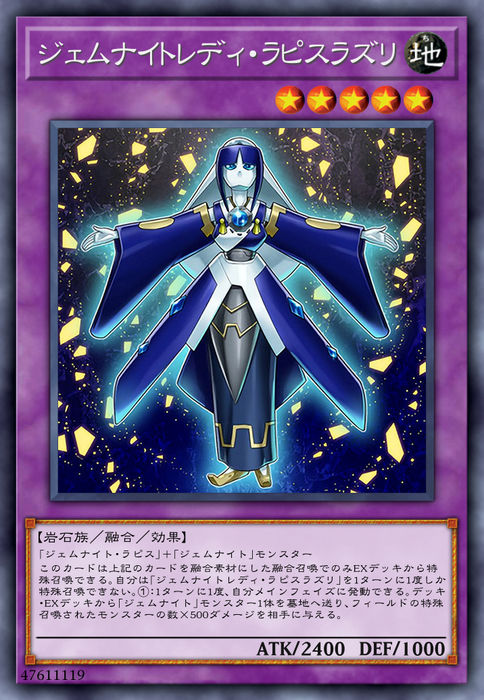 ジェムナイトレディ・ラピスラズリ
ち
地
【岩石族／融合／効果】
「ジェムナイト・ラピス」＋「ジェムナイト」モンスター
このカードは上記のカードを融合素材にした融合召喚でのみEXデッキから特
殊召喚できる。自分は「ジェムナイトレディ・ラピスラズリ」を1ターンに1度しか
特殊召喚できない。①：1ターンに1度、自分メインフェイズに発動できる。デッキ
・EXデッキから「ジェムナイト」モンスター1体を墓地へ送り、フィールドの特殊
召喚されたモンスターの数×500ダメージを相手に与える。
ATK/2400 DEF/1000
47611119